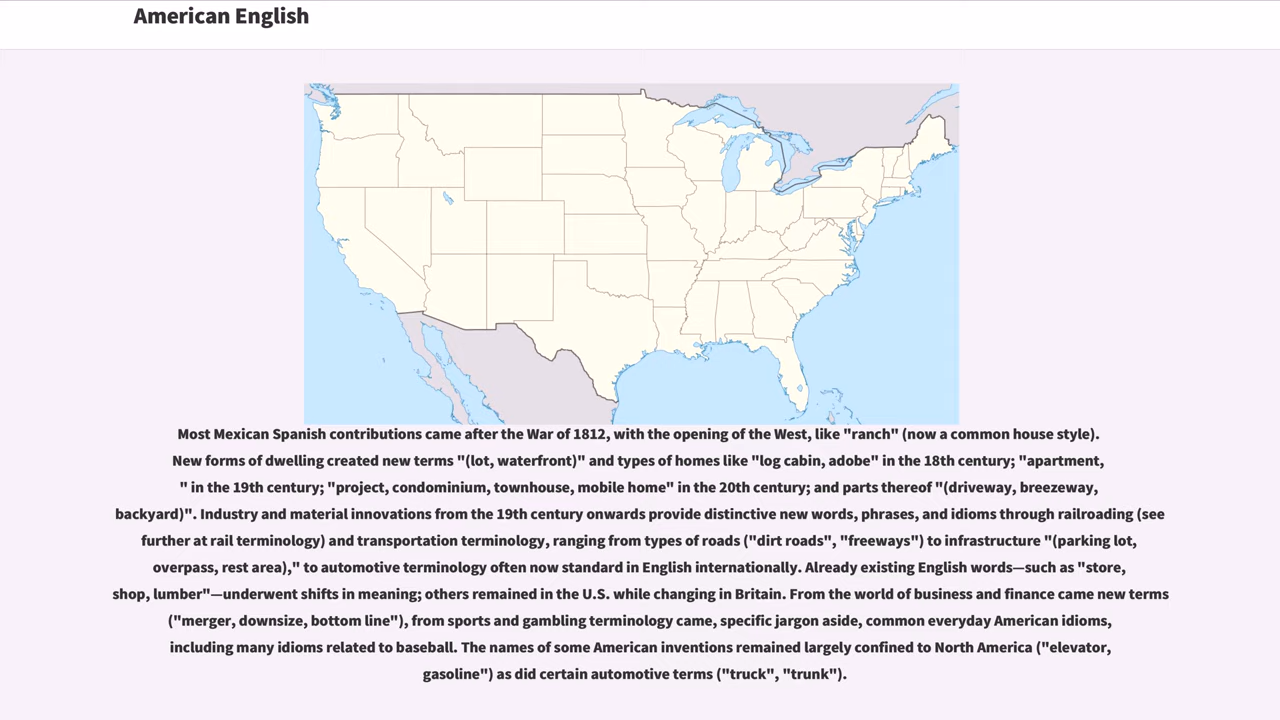 American English
Most Mexican Spanish contributions came after the War of 1812, with the opening of the West, like "ranch" (now a common house style).
New forms of dwelling created new terms "(lot, waterfront)" and types of homes like "log cabin, adobe" in the 18th century; "apartment,
" in the 19th century; "project, condominium, townhouse, mobile home" in the 20th century; and parts thereof "(driveway, breezeway,
backyard)". Industry and material innovations from the 19th century onwards provide distinctive new words, phrases, and idioms through railroading (see
further at rail terminology) and transportation terminology, ranging from types of roads ("dirt roads", "freeways") to infrastructure "(parking lot,
overpass, rest area)," to automotive terminology often now standard in English internationally. Already existing English words—such as "store,
shop, lumber"—underwent shifts in meaning; others remained in the U.S. while changing in Britain. From the world of business and finance came new terms
("merger, downsize, bottom line"), from sports and gambling terminology came, specific jargon aside, common everyday American idioms,
including many idioms related to baseball. The names of some American inventions remained largely confined to North America ("elevator,
gasoline") as did certain automotive terms ("truck", "trunk").